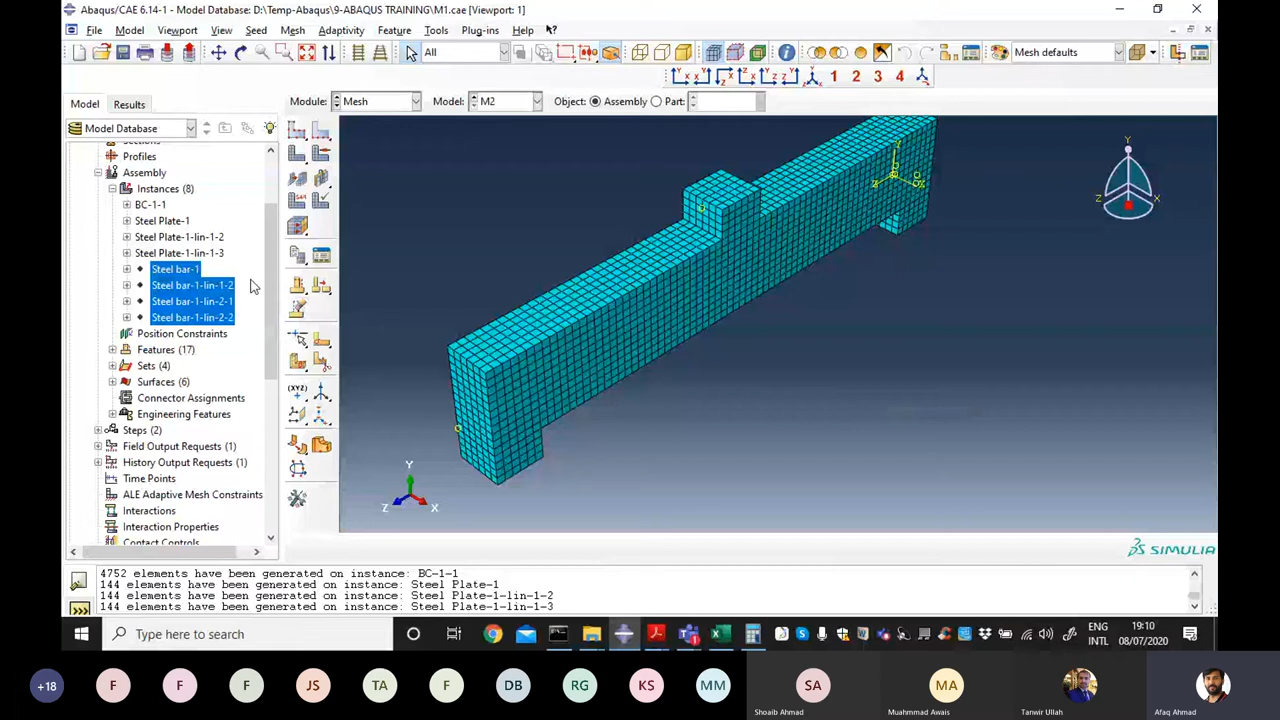 Abaqus/CAE 6.14-1 - Model Database: D:\Temp-Abaqus\9-ABAQUS TRAINING\M1.cae [Viewport: 1]
File Model Viewport View Seed Mesh Adaptivity Feature Tools Plug-ins Help
All
Mesh defaults
1 2 3 4
Model Results
Module: Mesh Model: M2 Object: Assembly Part:
Model Database
Sections
Profiles
Assembly
Instances (8)
BC-1-1
Steel Plate-1
Steel Plate-1-lin-1-2
Steel Plate-1-lin-1-3
Steel bar-1
Steel bar-1-lin-1-2
Steel bar-1-lin-2-1
Steel bar-1-lin-2-2
Position Constraints
Features (17)
Sets (4)
Surfaces (6)
Connector Assignments
Engineering Features
Steps (2)
Field Output Requests (1)
History Output Requests (1)
Time Points
ALE Adaptive Mesh Constraints
Interactions
Interaction Properties
Contact Controls
Y
Z X
Y
Z X
SIMULIA
4752 elements have been generated on instance: BC-1-1
144 elements have been generated on instance: Steel Plate-1
144 elements have been generated on instance: Steel Plate-1-lin-1-2
144 elements have been generated on instance: Steel Plate-1-lin-1-3
>>>
Type here to search
ENG
INTL
19:10
08/07/2020
+18 F F F JS TA F DB RG KS MM SA MA
Shoaib Ahmad Muahmmad Awais Tanwir Ullah Afaq Ahmad